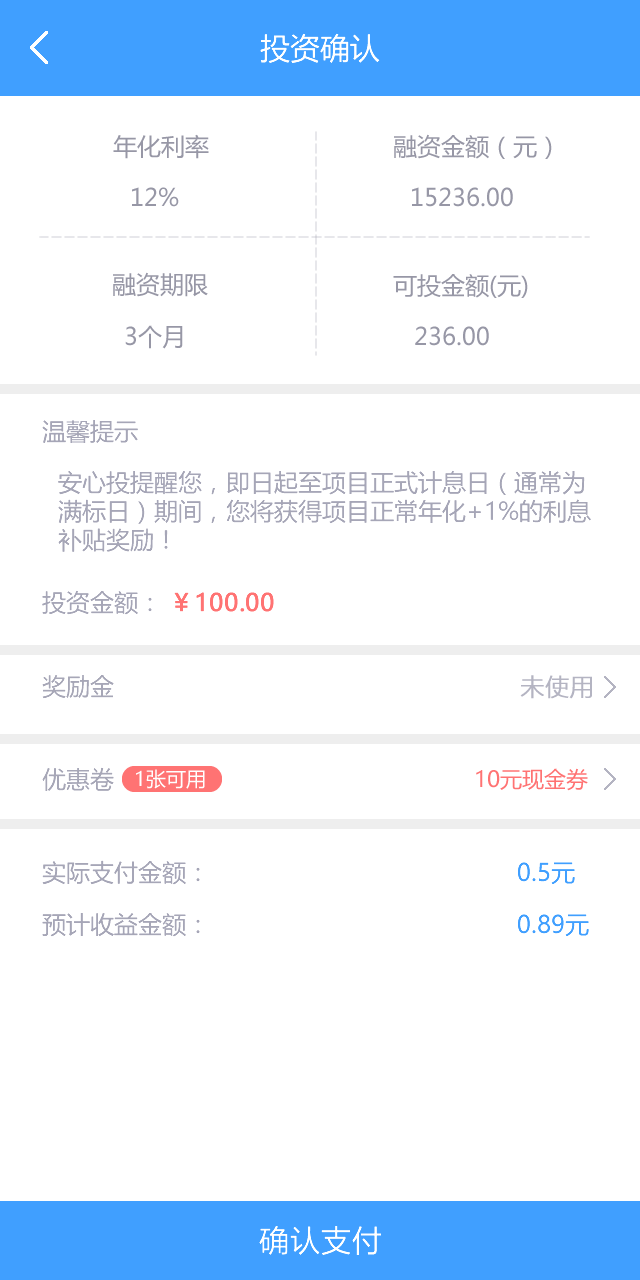 投资确认
年化利率
融资金额（元）
12%
15236.00
融资期限
可投金额(元)
3个月
236.00
温馨提示
安心投提醒您，即日起至项目正式计息日（通常为
满标日）期间，您将获得项目正常年化+1%的利息
补贴奖励！
投资金额： ¥ 100.00
奖励金 未使用
优惠卷 1张可用 10元现金券
实际支付金额： 0.5元
预计收益金额： 0.89元
确认支付